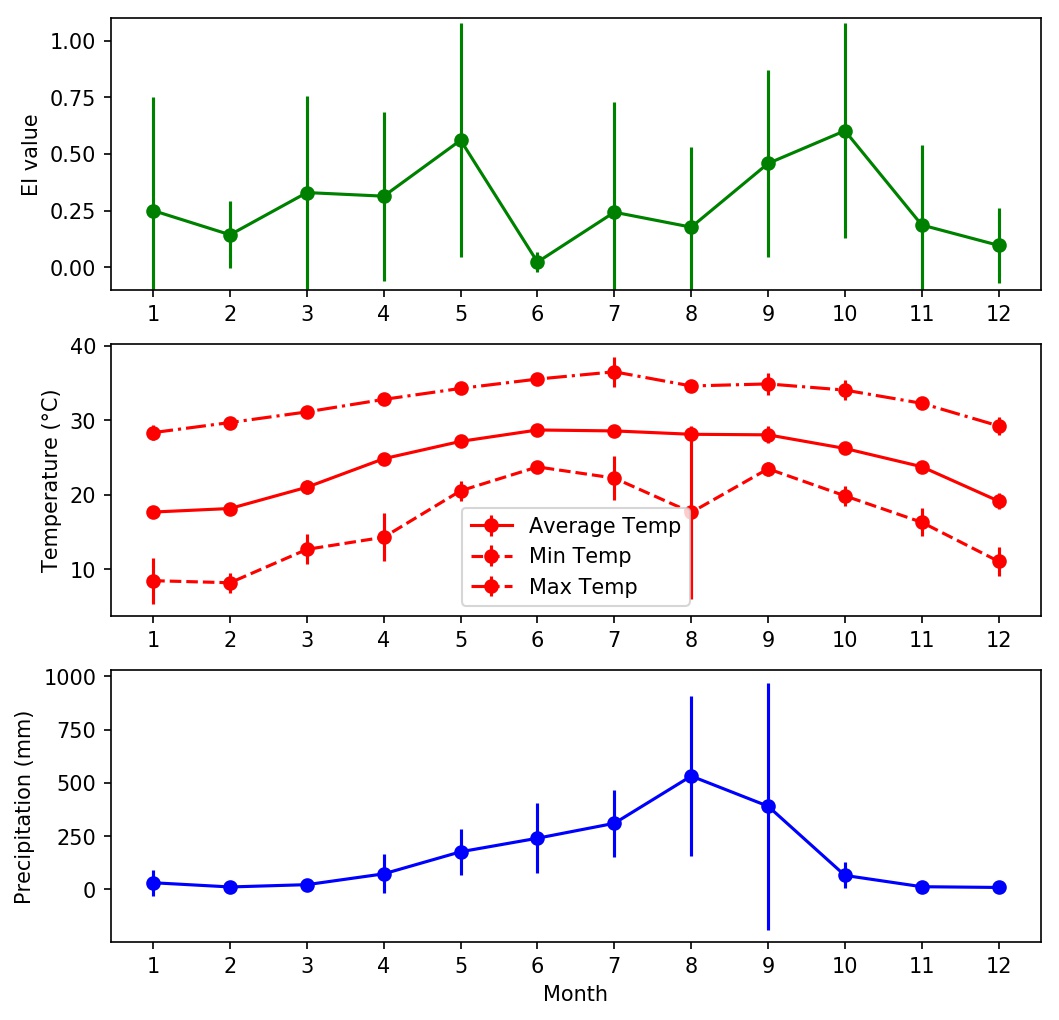 1.00
0.75
0.50
0.25
0.00
EI value
1 2 3 4 5 6 7 8 9 10 11 12
40
30
20
10
Temperature (°C)
Average Temp
Min Temp
Max Temp
1 2 3 4 5 6 7 8 9 10 11 12
1000
750
500
250
0
Precipitation (mm)
1 2 3 4 5 6 7 8 9 10 11 12
Month